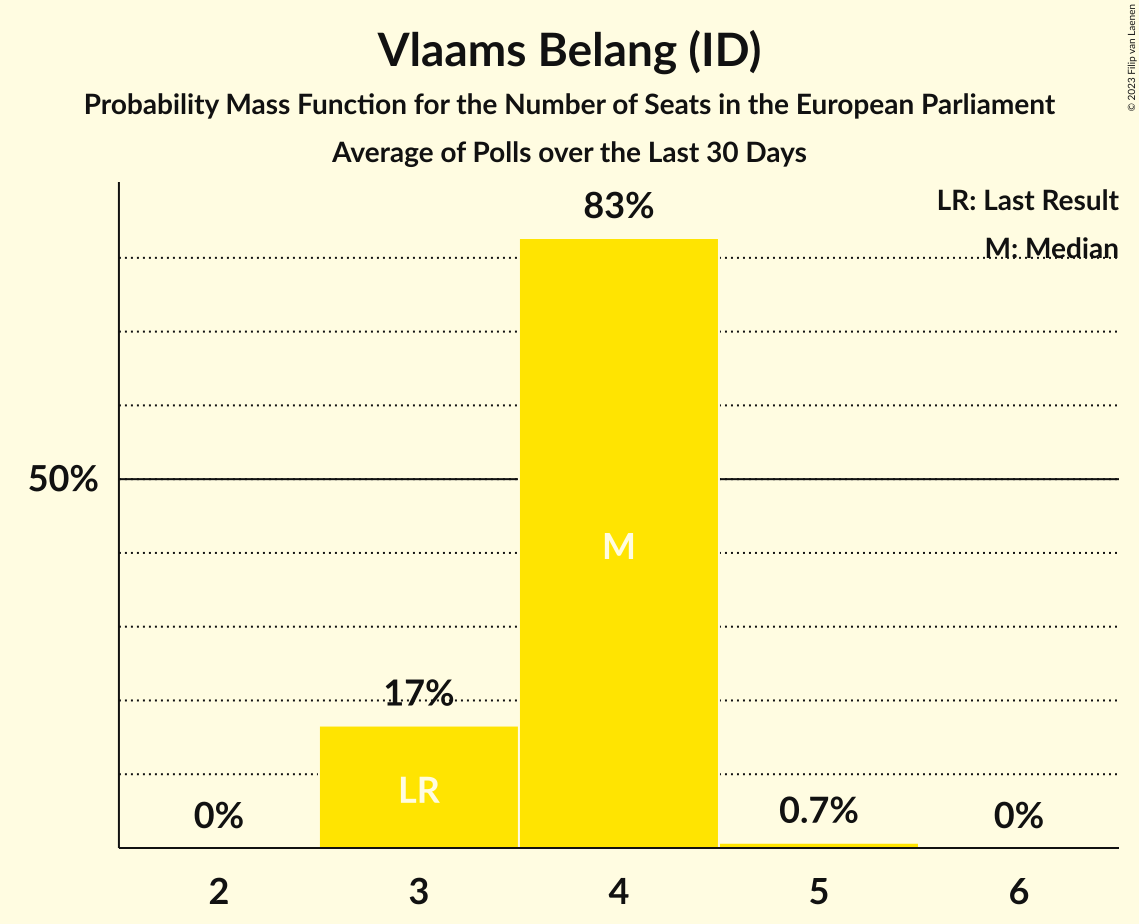 Vlaams Belang (ID)
Probability Mass Function for the Number of Seats in the European Parliament
Average of Polls over the Last 30 Days
© 2023 Filip van Laenen
LR: Last Result
M: Median
83%
50%
M
17%
LR
0%
0.7%
0%
2 3 4 5 6